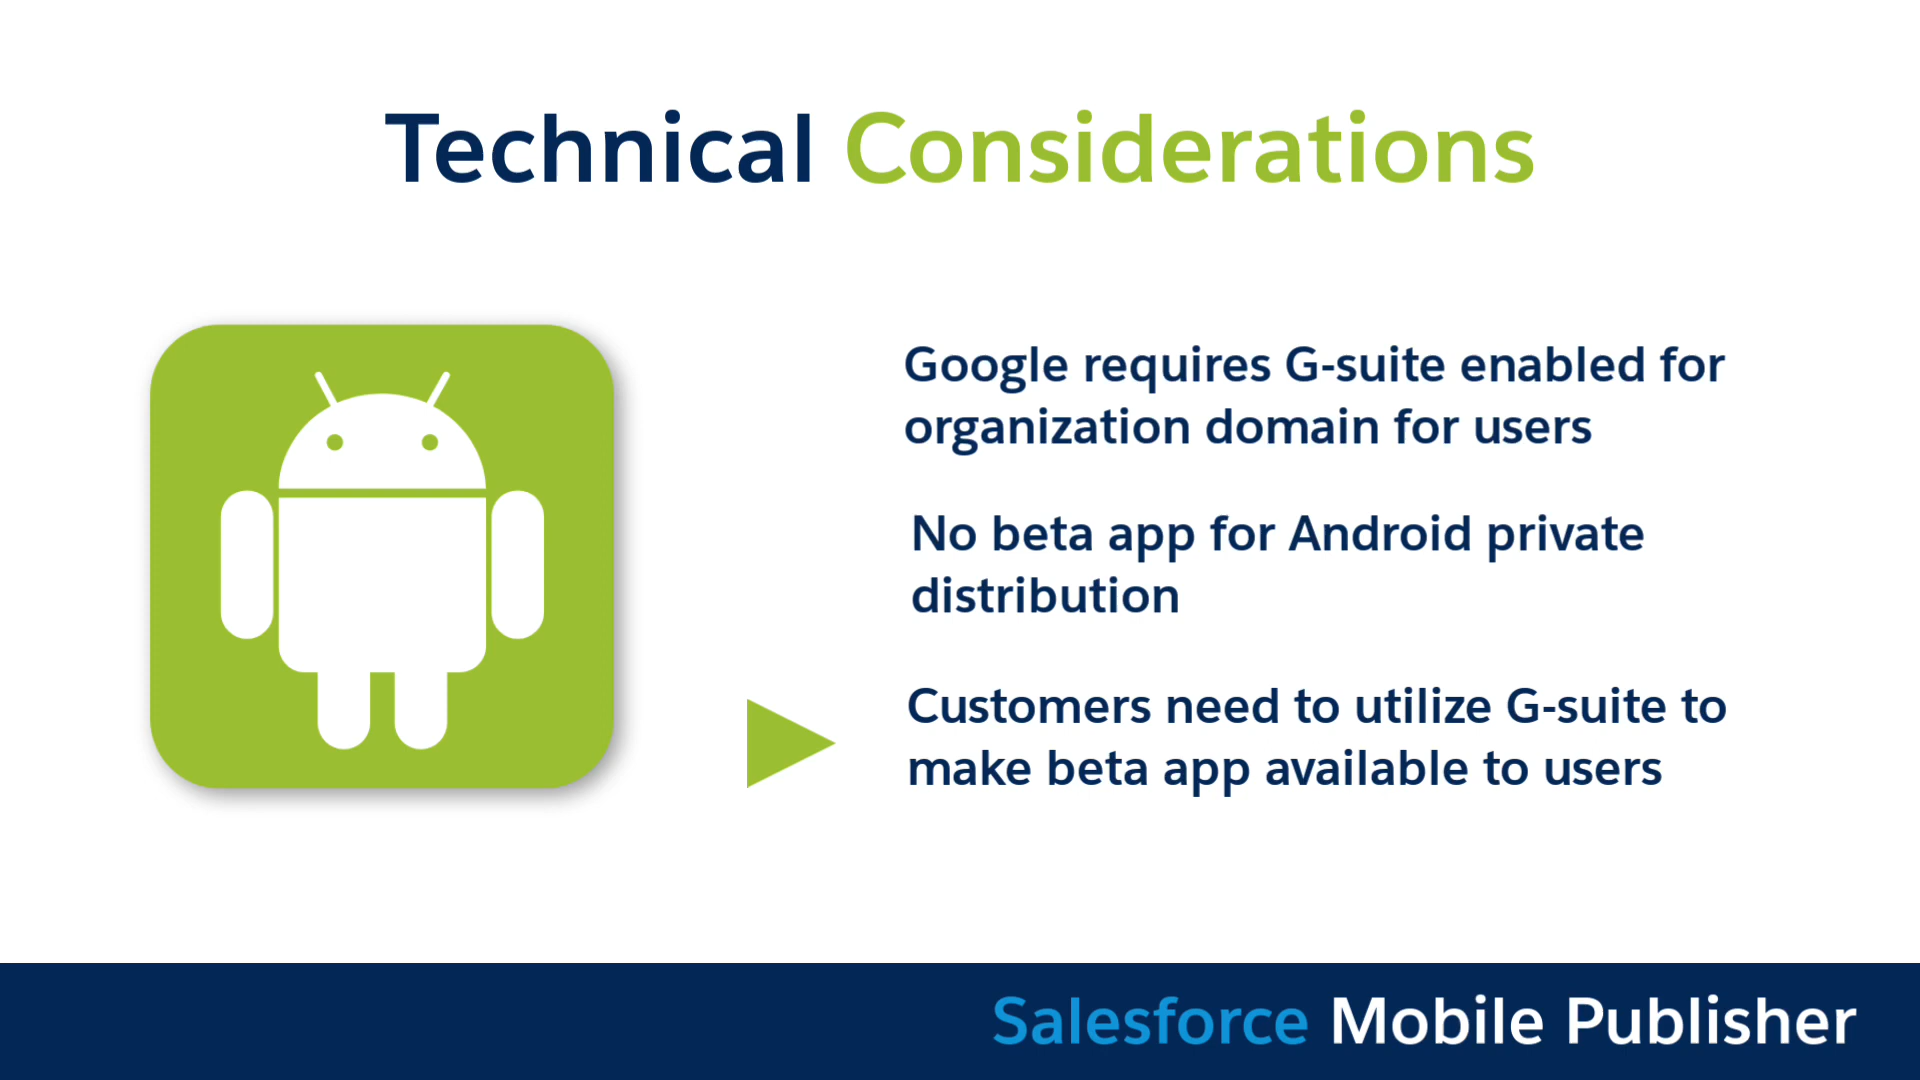 Technical Considerations
Google requires G-suite enabled for
organization domain for users
No beta app for Android private
distribution
Customers need to utilize G-suite to
make beta app available to users
Salesforce Mobile Publisher